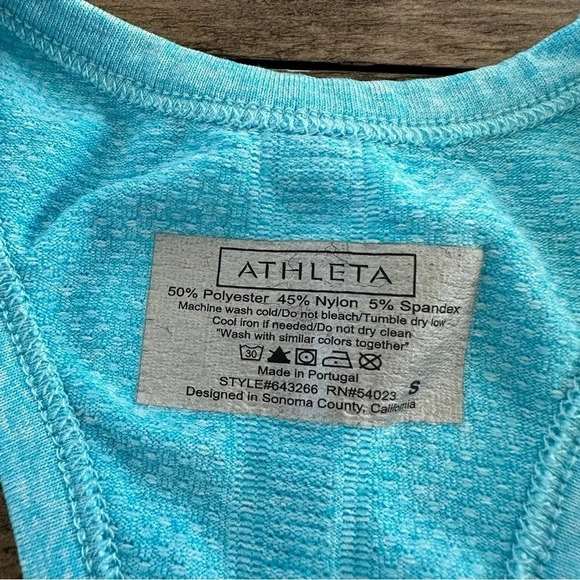 ATHLETA
50% Polyester 45% Nylon 5% Spandex
Machine wash cold/Do not bleach/Tumble dry low
Cool iron if needed/Do not dry clean
"Wash with similar colors together"
30
Made in Portugal
STYLE#643266 RN#54023 S
Designed in Sonoma County, California